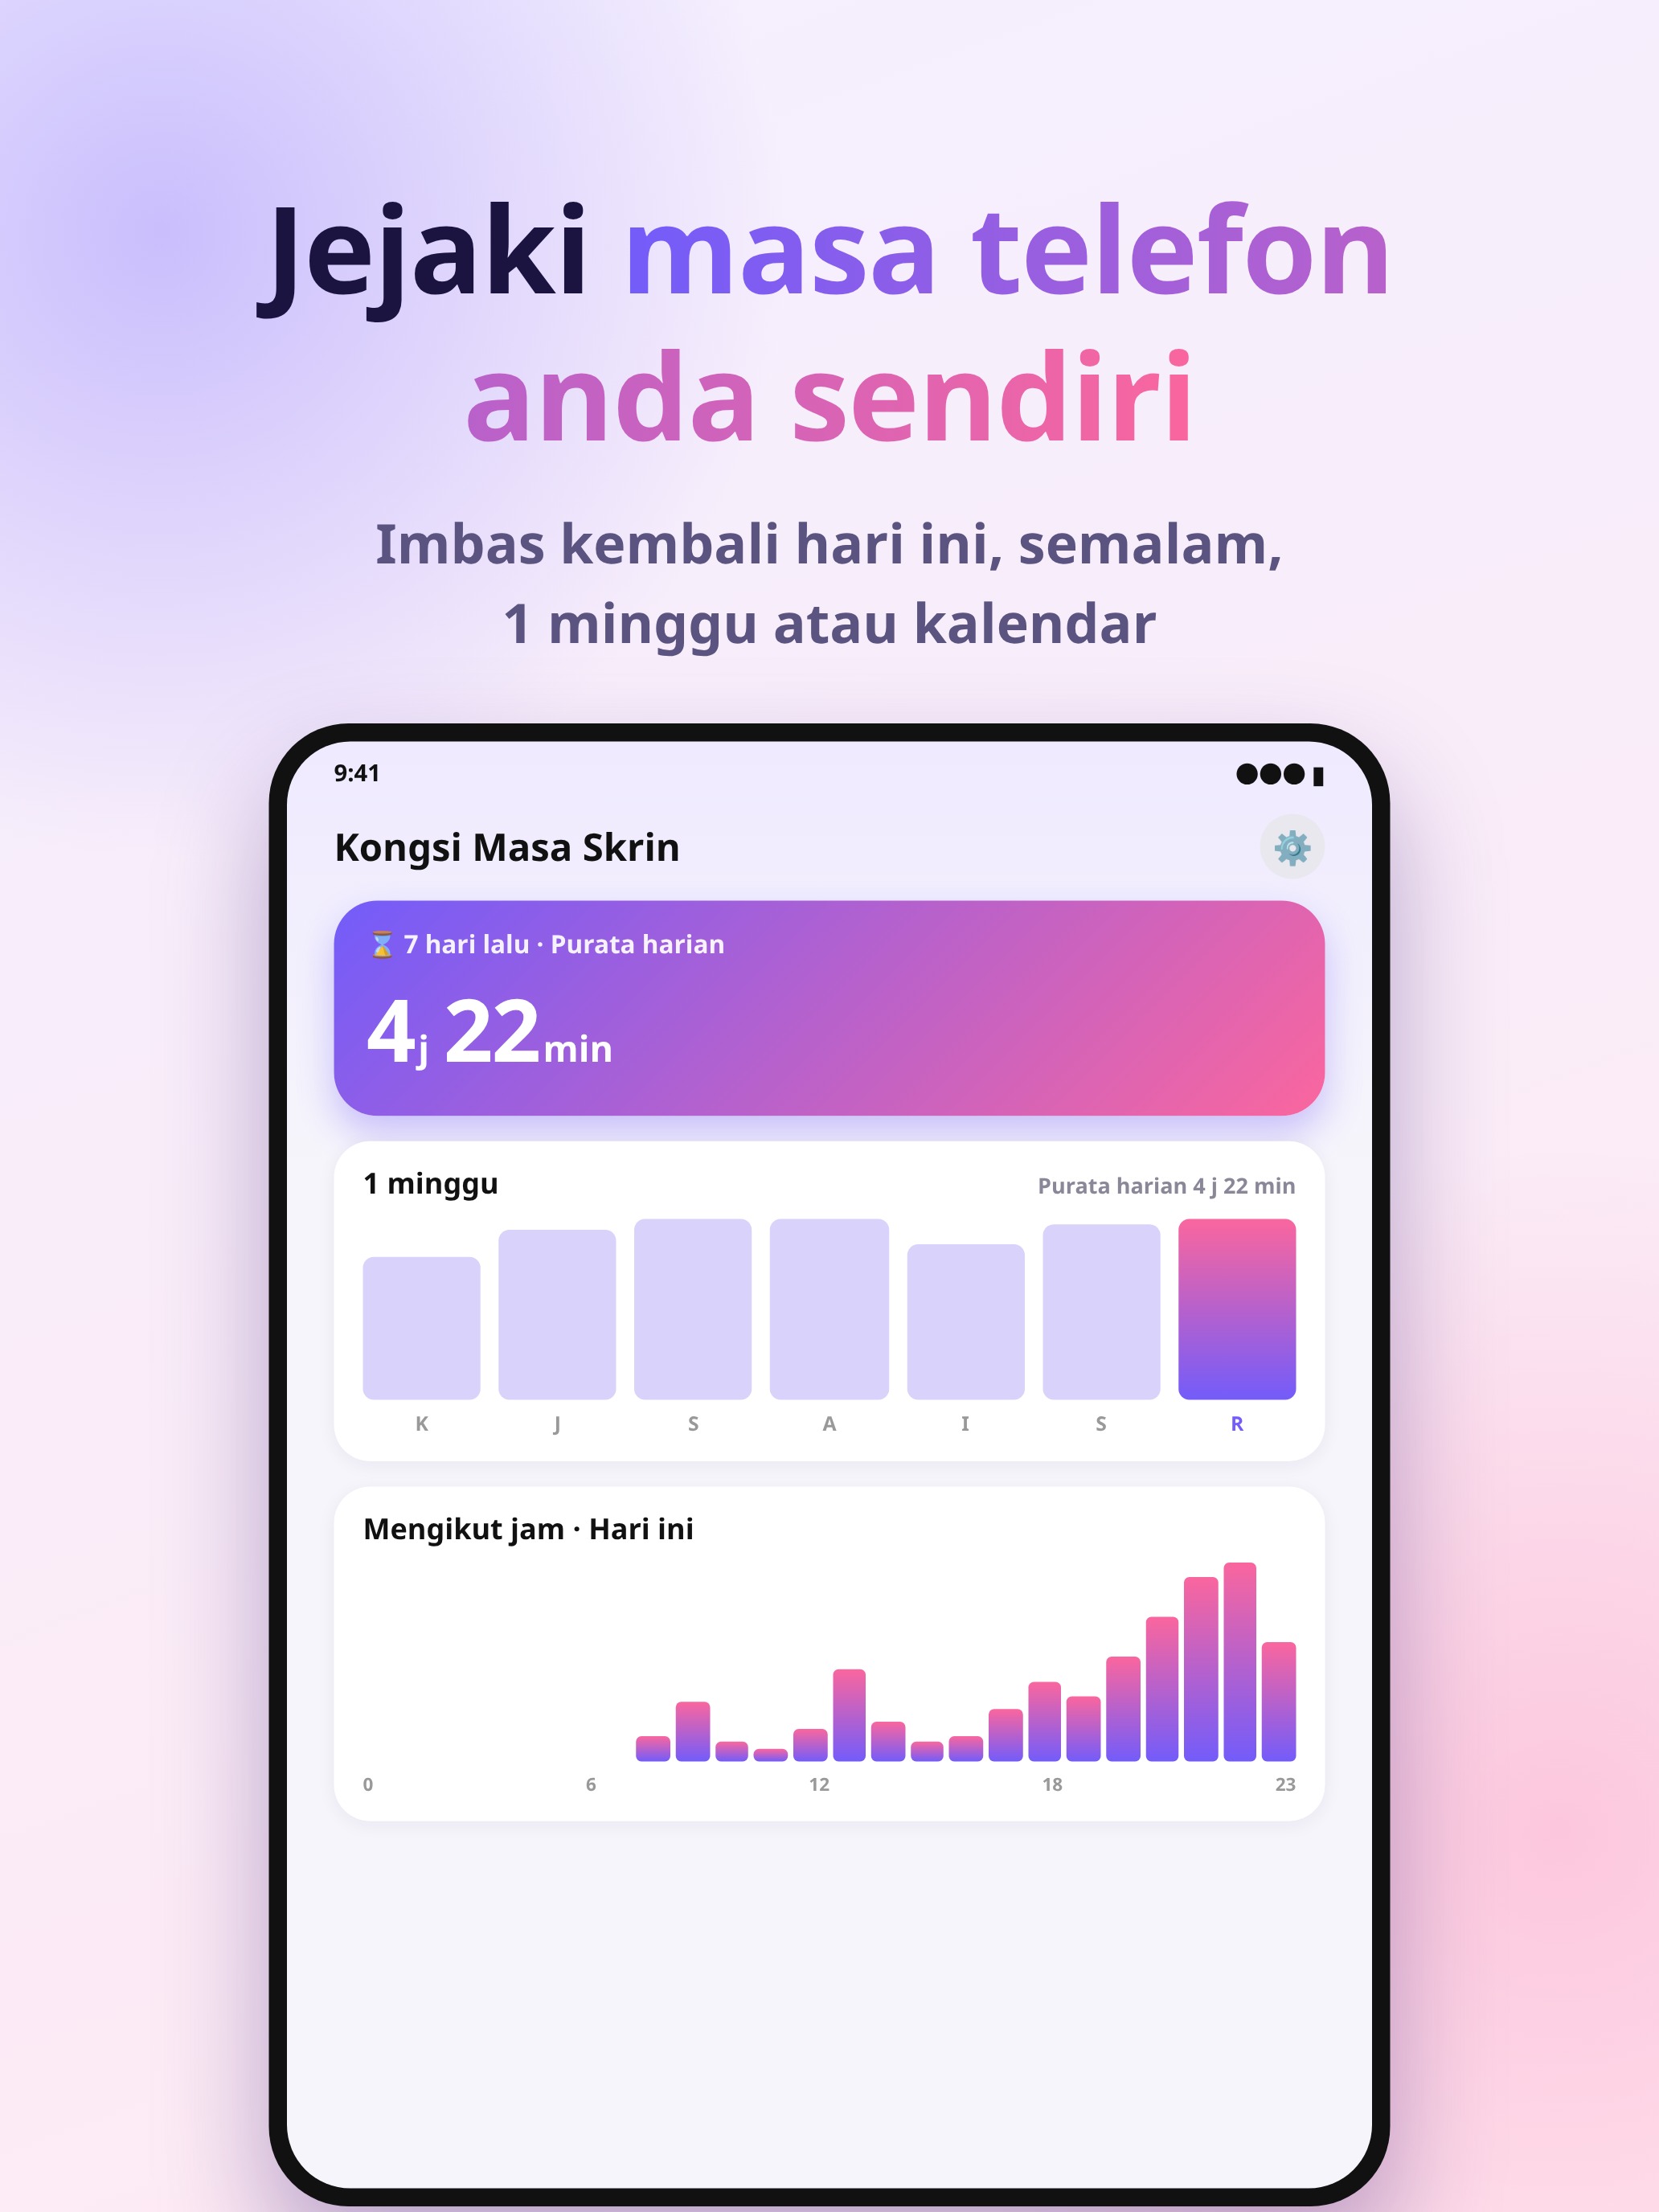 Jejaki masa telefon
anda sendiri
Imbas kembali hari ini, semalam,
1 minggu atau kalendar
9:41
Kongsi Masa Skrin
⌛ 7 hari lalu · Purata harian
4j 22min
1 minggu
Purata harian 4 j 22 min
K J S A I S R
Mengikut jam · Hari ini
0 6 12 18 23